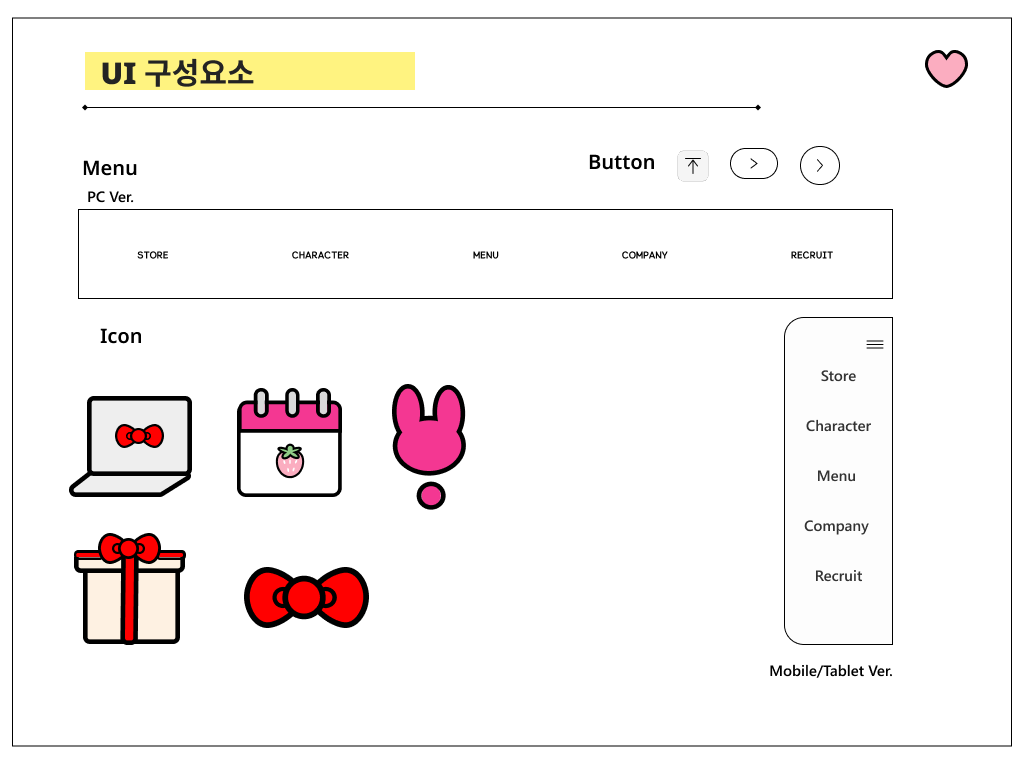 UI 구성요소
Menu
Button
PC Ver.
STORE
CHARACTER
MENU
COMPANY
RECRUIT
Icon
Store
Character
Menu
Company
Recruit
Mobile/Tablet Ver.